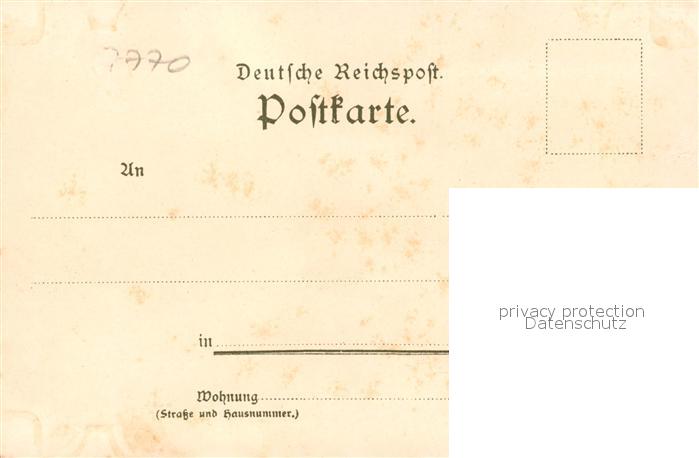 7770
Deutsche Reichspost.
Postkarte.
An
in
Wohnung
(Straße und Hausnummer.)
privacy protection
Datenschutz